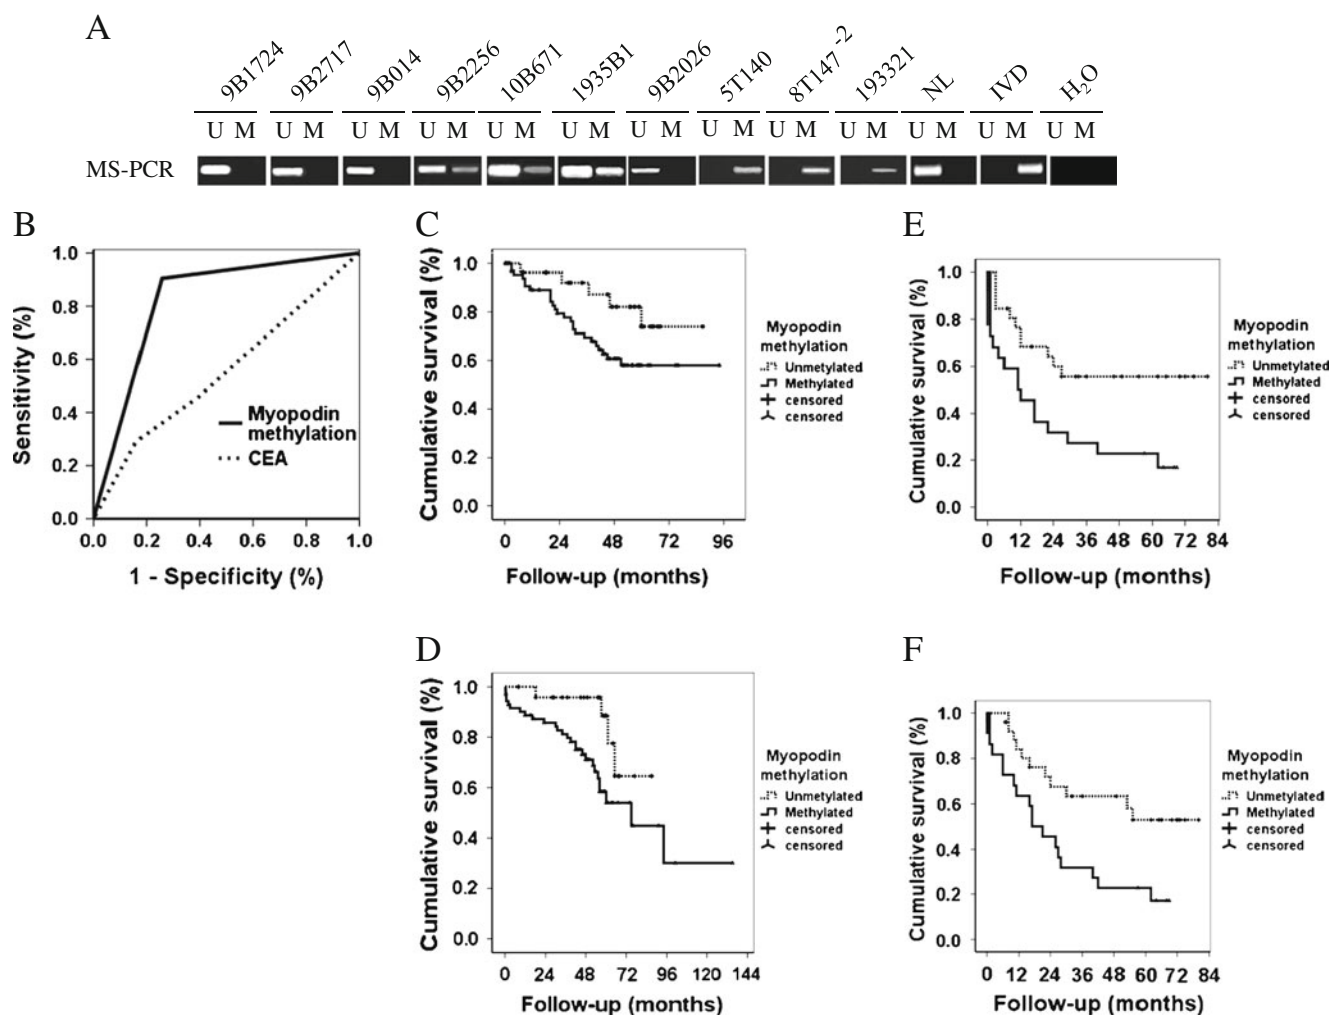 A
9B1724 9B2717 9B014 9B2256 10B671 1935B1 9B2026 5T140 8T147-2 193321 NL IVD H2O
U M U M U M U M U M U M U M U M U M U M U M U M U M
MS-PCR
B
Sensitivity (%)
1.0
0.8
0.6
0.4
0.2
0.0
0.0 0.2 0.4 0.6 0.8 1.0
1 - Specificity (%)
Myopodin
methylation
CEA
C
Cumulative survival (%)
1.0
0.8
0.6
0.4
0.2
0.0
0 24 48 72 96
Follow-up (months)
Myopodin
methylation
Unmetylated
Methylated
censored
censored
E
Cumulative survival (%)
1.0
0.8
0.6
0.4
0.2
0.0
0 12 24 36 48 60 72 84
Follow-up (months)
Myopodin
methylation
Unmetylated
Methylated
censored
censored
D
Cumulative survival (%)
1.0
0.8
0.6
0.4
0.2
0.0
0 24 48 72 96 120 144
Follow-up (months)
Myopodin
methylation
Unmetylated
Methylated
censored
censored
F
Cumulative survival (%)
1.0
0.8
0.6
0.4
0.2
0.0
0 12 24 36 48 60 72 84
Follow-up (months)
Myopodin
methylation
Unmetylated
Methylated
censored
censored